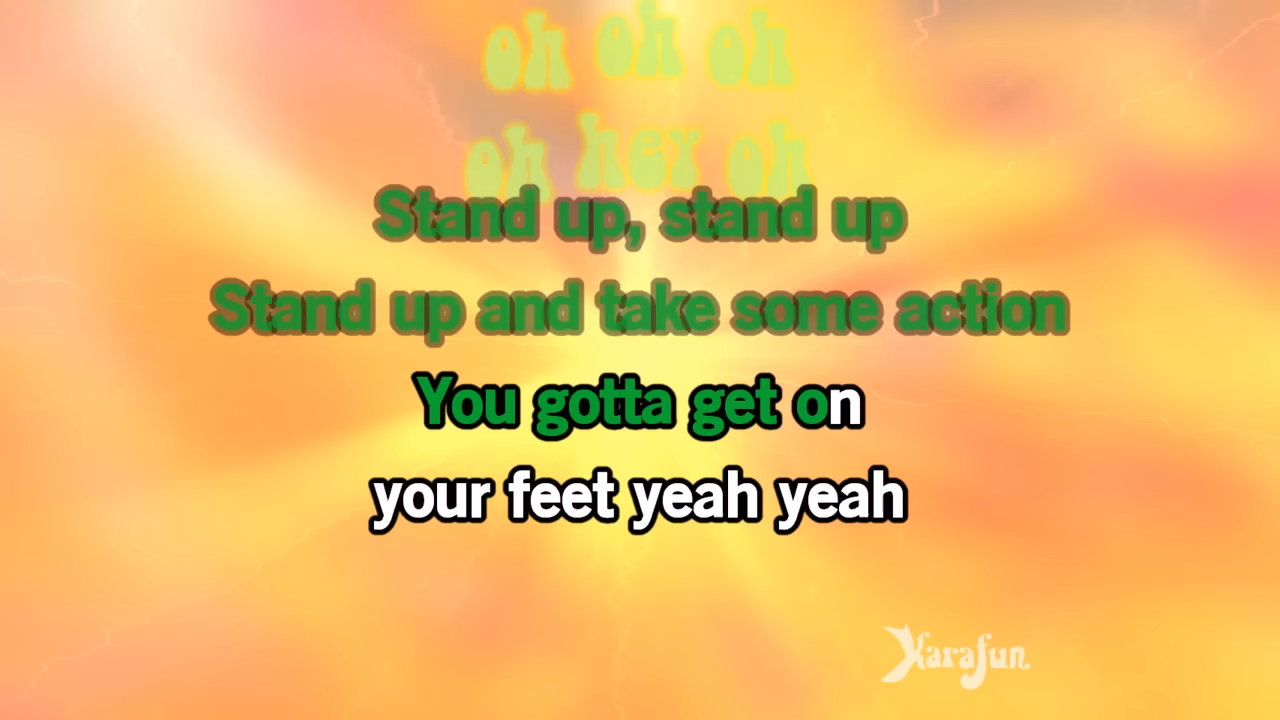 oh oh oh
oh hey oh
Stand up, stand up
Stand up and take some action
You gotta get on
your feet yeah yeah
Karafun